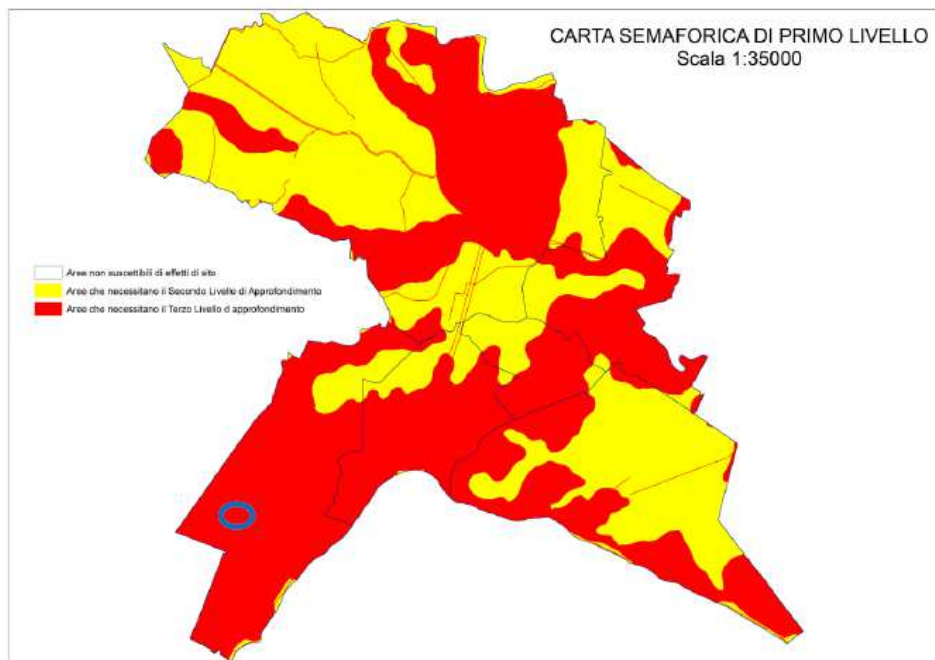 CARTA SEMAFORICA DI PRIMO LIVELLO
Scala 1:35000
Aree non suscettibili di effetti di sito
Aree che necessitano il Secondo Livello di Approfondimento
Aree che necessitano il Terzo Livello d approfondimento